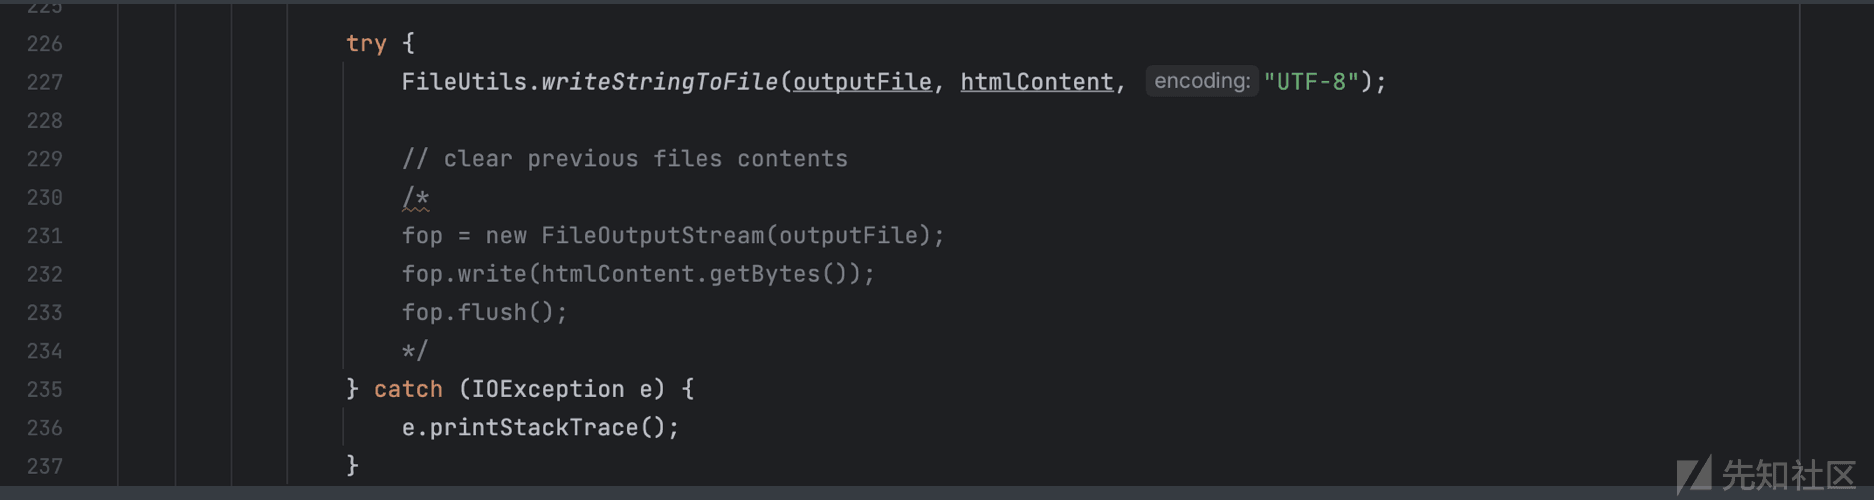 225
226 try {
227 FileUtils.writeStringToFile(outputFile, htmlContent, encoding: "UTF-8");
228
229 // clear previous files contents
230 /*
231 fop = new FileOutputStream(outputFile);
232 fop.write(htmlContent.getBytes());
233 fop.flush();
234 */
235 } catch (IOException e) {
236 e.printStackTrace();
237 }
先知社区